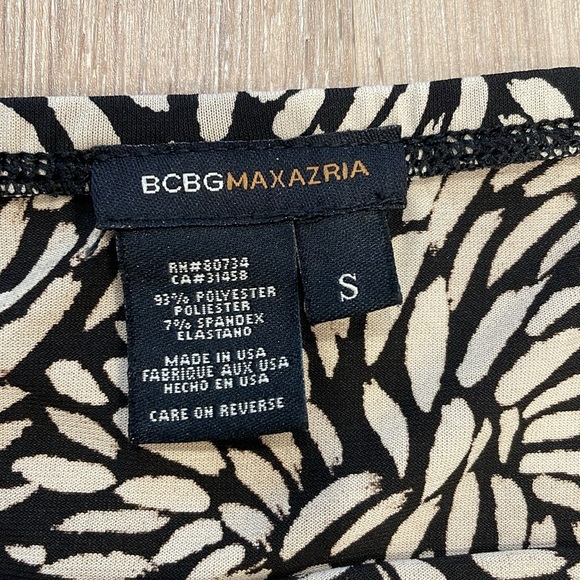 BCBGMAXAZRIA
S
RN#80734
CA#31458
93% POLYESTER
POLIESTER
7% SPANDEX
ELASTANO
MADE IN USA
FABRIQUE AUX USA
HECHO EN USA
CARE ON REVERSE